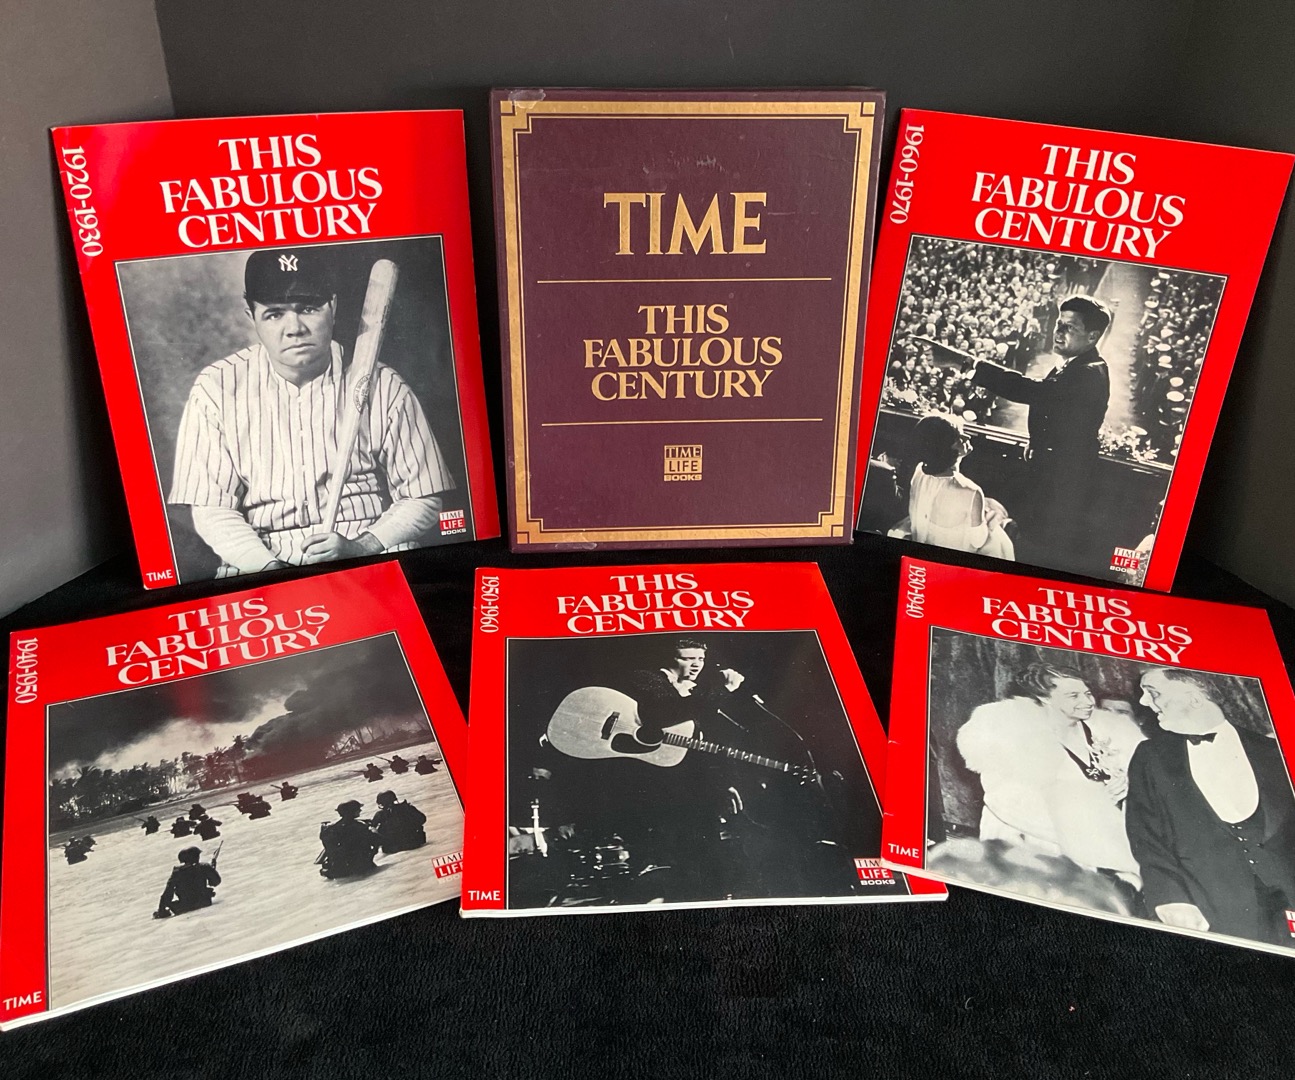 1920-1930
THIS
FABULOUS
CENTURY
NY
TIME
LIFE
BOOKS
TIME
TIME
THIS
FABULOUS
CENTURY
TIME
LIFE
BOOKS
1960-1970
THIS
FABULOUS
CENTURY
TIME
LIFE
BOOKS
1940-1950
THIS
FABULOUS
CENTURY
TIME
LIFE
BOOKS
TIME
1950-1960
THIS
FABULOUS
CENTURY
TIME
LIFE
BOOKS
TIME
1930-1940
THIS
FABULOUS
CENTURY
TIME